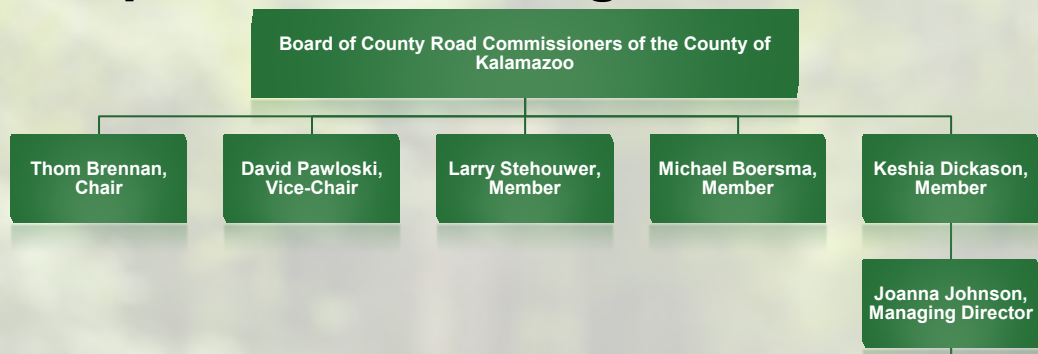 Board of County Road Commissioners of the County of
Kalamazoo
Thom Brennan,
Chair
David Pawloski,
Vice-Chair
Larry Stehouwer,
Member
Michael Boersma,
Member
Keshia Dickason,
Member
Joanna Johnson,
Managing Director